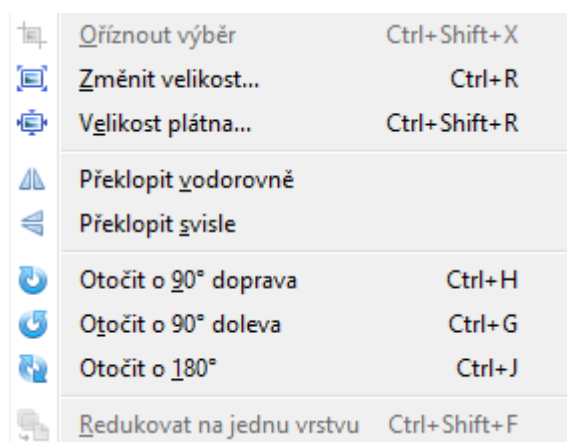 Oříznout výběr Ctrl+Shift+X
Změnit velikost... Ctrl+R
Velikost plátna... Ctrl+Shift+R
Překlopit vodorovně
Překlopit svisle
Otočit o 90° doprava Ctrl+H
Otočit o 90° doleva Ctrl+G
Otočit o 180° Ctrl+J
Redukovat na jednu vrstvu Ctrl+Shift+F